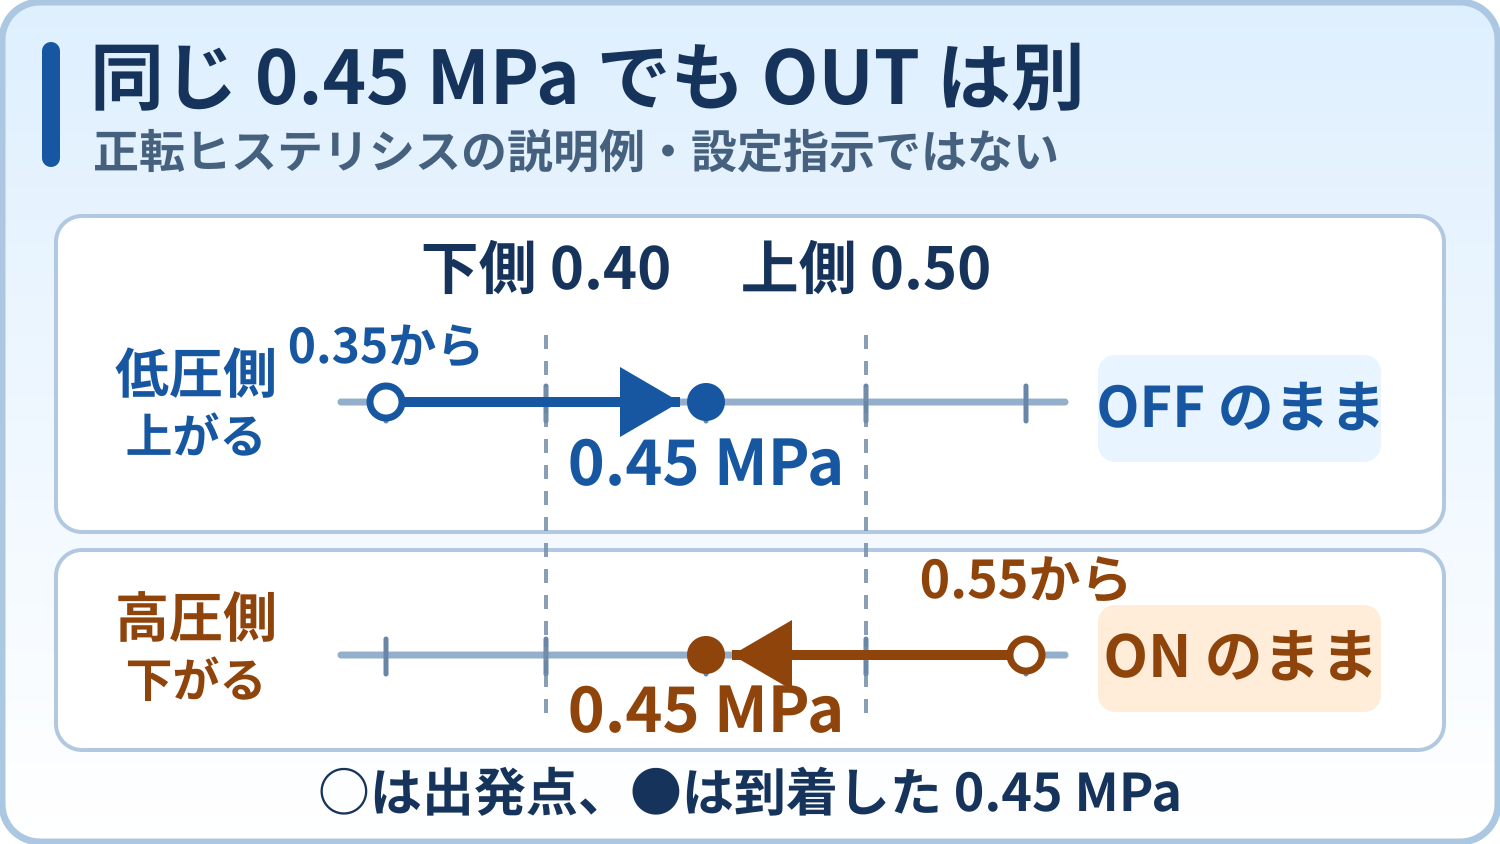 同じ 0.45 MPa でも OUT は別
正転ヒステリシスの説明例・設定指示ではない
下側 0.40
上側 0.50
0.35から
低圧側
上がる
0.45 MPa
OFF のまま
0.55から
高圧側
下がる
0.45 MPa
ON のまま
○は出発点、●は到着した 0.45 MPa